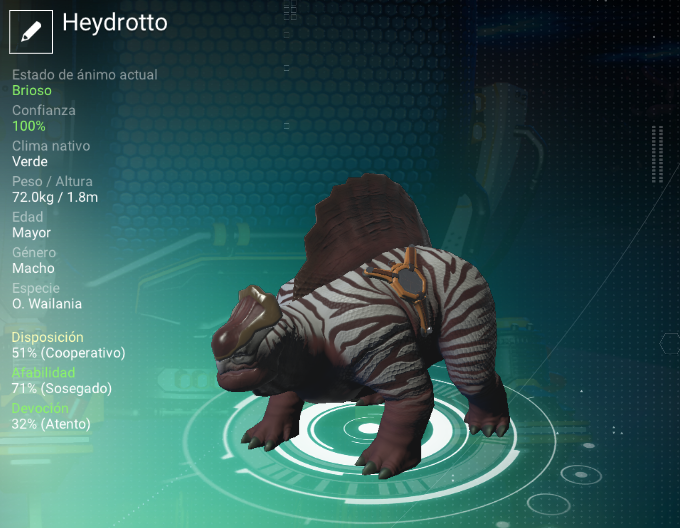 Heydrotto
Estado de ánimo actual
Brioso
Confianza
100%
Clima nativo
Verde
Peso / Altura
72.0kg / 1.8m
Edad
Mayor
Género
Macho
Especie
O. Wailania
Disposición
51% (Cooperativo)
Afabilidad
71% (Sosegado)
Devoción
32% (Atento)